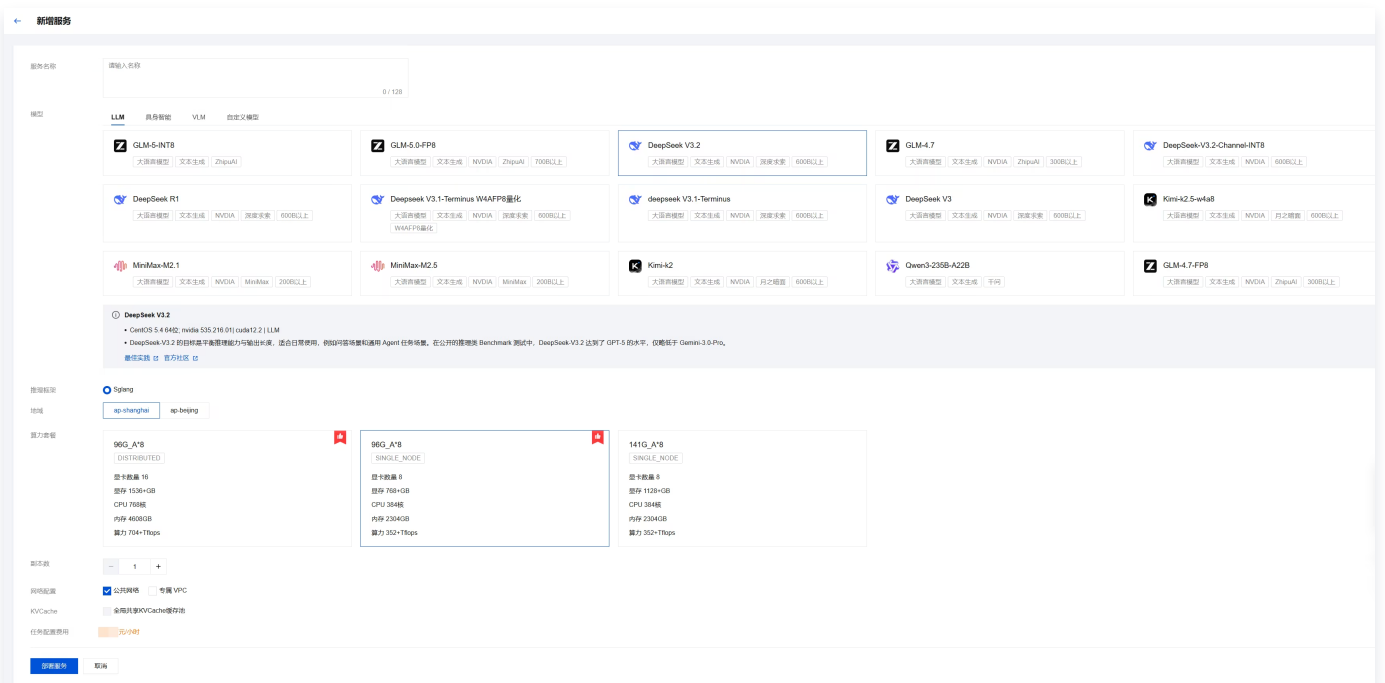 新增服务
服务名称
请输入名称
0 / 128
模型
LLM 具身智能 VLM 自定义模型
GLM-5-INT8
大语言模型 文本生成 ZhipuAI
GLM-5.0-FP8
大语言模型 文本生成 NVDIA ZhipuAI 700B以上
DeepSeek V3.2
大语言模型 文本生成 NVDIA 深度求索 600B以上
GLM-4.7
大语言模型 文本生成 NVDIA ZhipuAI 300B以上
DeepSeek-V3.2-Channel-INT8
大语言模型 文本生成 NVDIA 600B以上
DeepSeek R1
大语言模型 文本生成 NVDIA 深度求索 600B以上
Deepseek V3.1-Terminus W4AFP8量化
大语言模型 文本生成 NVDIA 深度求索 600B以上
W4AFP8量化
deepseek V3.1-Terminus
大语言模型 文本生成 NVDIA 深度求索 600B以上
DeepSeek V3
大语言模型 文本生成 NVDIA 深度求索 600B以上
Kimi-k2.5-w4a8
大语言模型 文本生成 NVDIA 月之暗面 600B以上
MiniMax-M2.1
大语言模型 文本生成 NVDIA MiniMax 200B以上
MiniMax-M2.5
大语言模型 文本生成 NVDIA MiniMax 200B以上
Kimi-k2
大语言模型 文本生成 NVDIA 月之暗面 600B以上
Qwen3-235B-A22B
大语言模型 文本生成 千问
GLM-4.7-FP8
大语言模型 文本生成 NVDIA ZhipuAI 300B以上
DeepSeek V3.2
• CentOS 5.4 64位; nvidia 535.216.01| cuda12.2 | LLM
• DeepSeek-V3.2 的目标是平衡推理能力与输出长度，适合日常使用，例如问答场景和通用 Agent 任务场景。在公开的推理类 Benchmark 测试中，DeepSeek-V3.2 达到了 GPT-5 的水平，仅略低于 Gemini-3.0-Pro。
最佳实践 官方社区
推理框架
Sglang
地域
ap-shanghai ap-beijing
算力套餐
96G_A*8
DISTRIBUTED
显卡数量 16
显存 1536+GB
CPU 768核
内存 4608GB
算力 704+Tflops
96G_A*8
SINGLE_NODE
显卡数量 8
显存 768+GB
CPU 384核
内存 2304GB
算力 352+Tflops
141G_A*8
SINGLE_NODE
显卡数量 8
显存 1128+GB
CPU 384核
内存 2304GB
算力 352+Tflops
副本数
− 1 +
网络配置
公共网络 专属 VPC
KVCache
全局共享KVCache缓存池
任务配置费用
元/小时
部署服务 取消